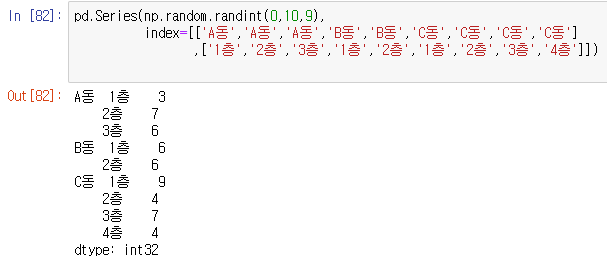 In [82]: pd.Series(np.random.randint(0,10,9),
index=[['A동','A동','A동','B동','B동','C동','C동','C동','C동']
,['1층','2층','3층','1층','2층','1층','2층','3층','4층']])
Out[82]: A동 1층 3
2층 7
3층 6
B동 1층 6
2층 6
C동 1층 9
2층 4
3층 7
4층 4
dtype: int32